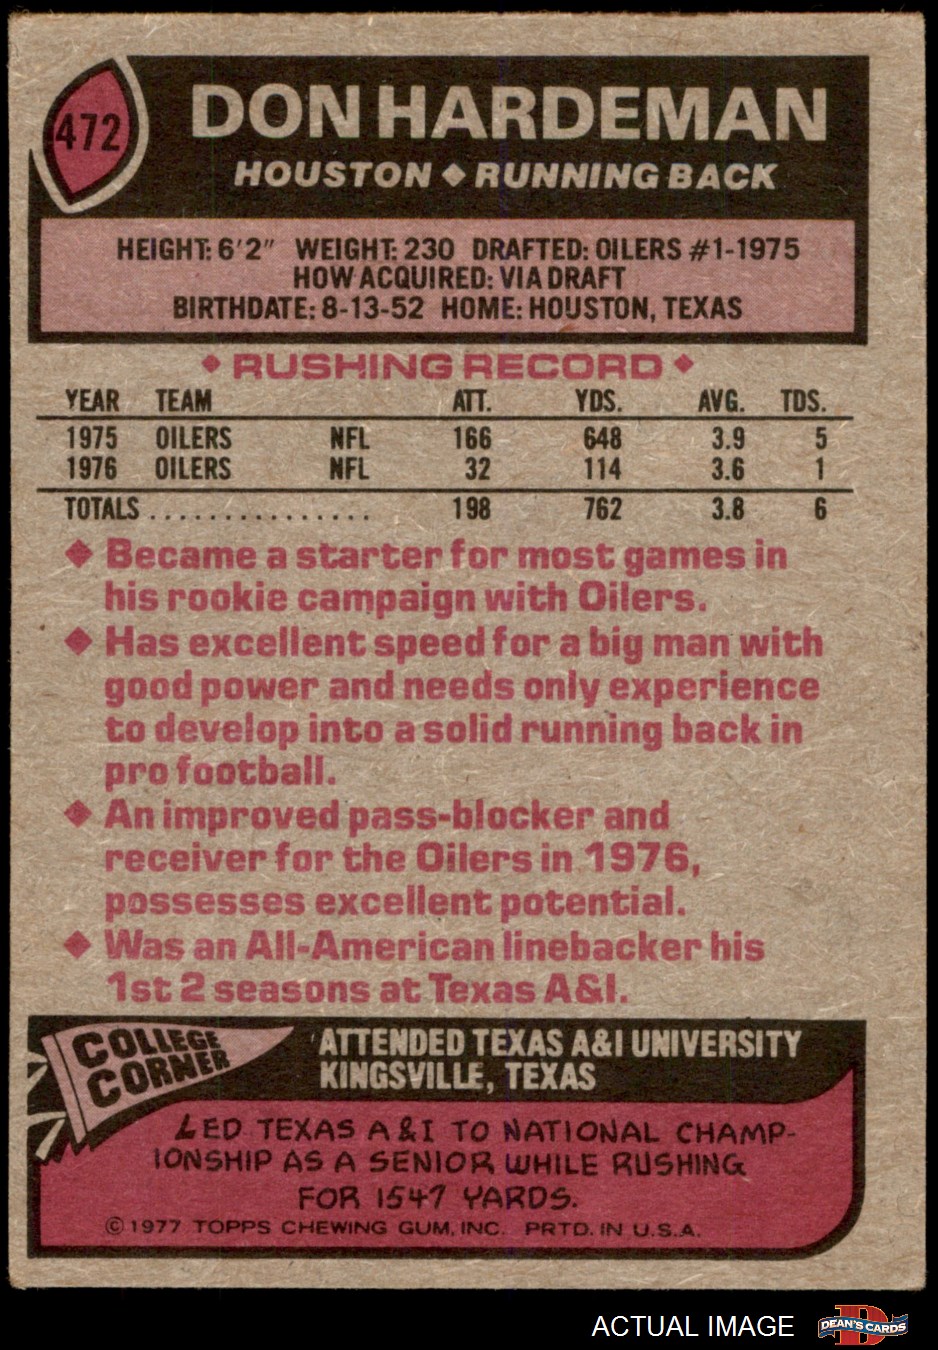 472
DON HARDEMAN
HOUSTON ♦ RUNNING BACK
HEIGHT: 6'2" WEIGHT: 230 DRAFTED: OILERS #1-1975
HOW ACQUIRED: VIA DRAFT
BIRTHDATE: 8-13-52 HOME: HOUSTON, TEXAS
♦ RUSHING RECORD ♦
YEAR TEAM ATT. YDS. AVG. TDS.
1975 OILERS NFL 166 648 3.9 5
1976 OILERS NFL 32 114 3.6 1
TOTALS ............... 198 762 3.8 6
♦ Became a starter for most games in
his rookie campaign with Oilers.
♦ Has excellent speed for a big man with
good power and needs only experience
to develop into a solid running back in
pro football.
♦ An improved pass-blocker and
receiver for the Oilers in 1976,
possesses excellent potential.
♦ Was an All-American linebacker his
1st 2 seasons at Texas A&I.
COLLEGE
CORNER
ATTENDED TEXAS A&I UNIVERSITY
KINGSVILLE, TEXAS
LED TEXAS A&I TO NATIONAL CHAMP-
IONSHIP AS A SENIOR WHILE RUSHING
FOR 1547 YARDS.
© 1977 TOPPS CHEWING GUM, INC. PRTD. IN U.S.A.
ACTUAL IMAGE
DEAN'S CARDS